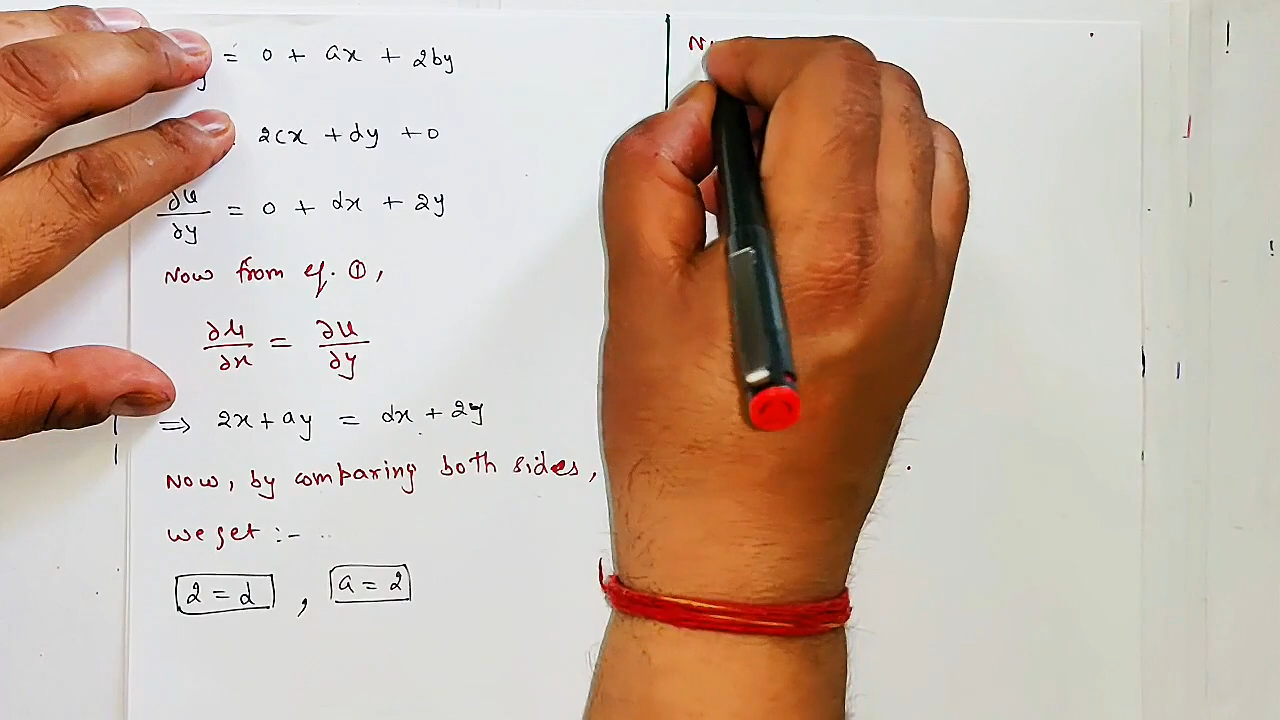 = 0 + ax + 2by
2cx + dy + 0
∂v/∂y = 0 + dx + 2y
Now from eq. ①,
∂u/∂x = ∂v/∂y
⇒ 2x + ay = dx + 2y
Now, by comparing both sides,
we get :-
2 = d , a = 2